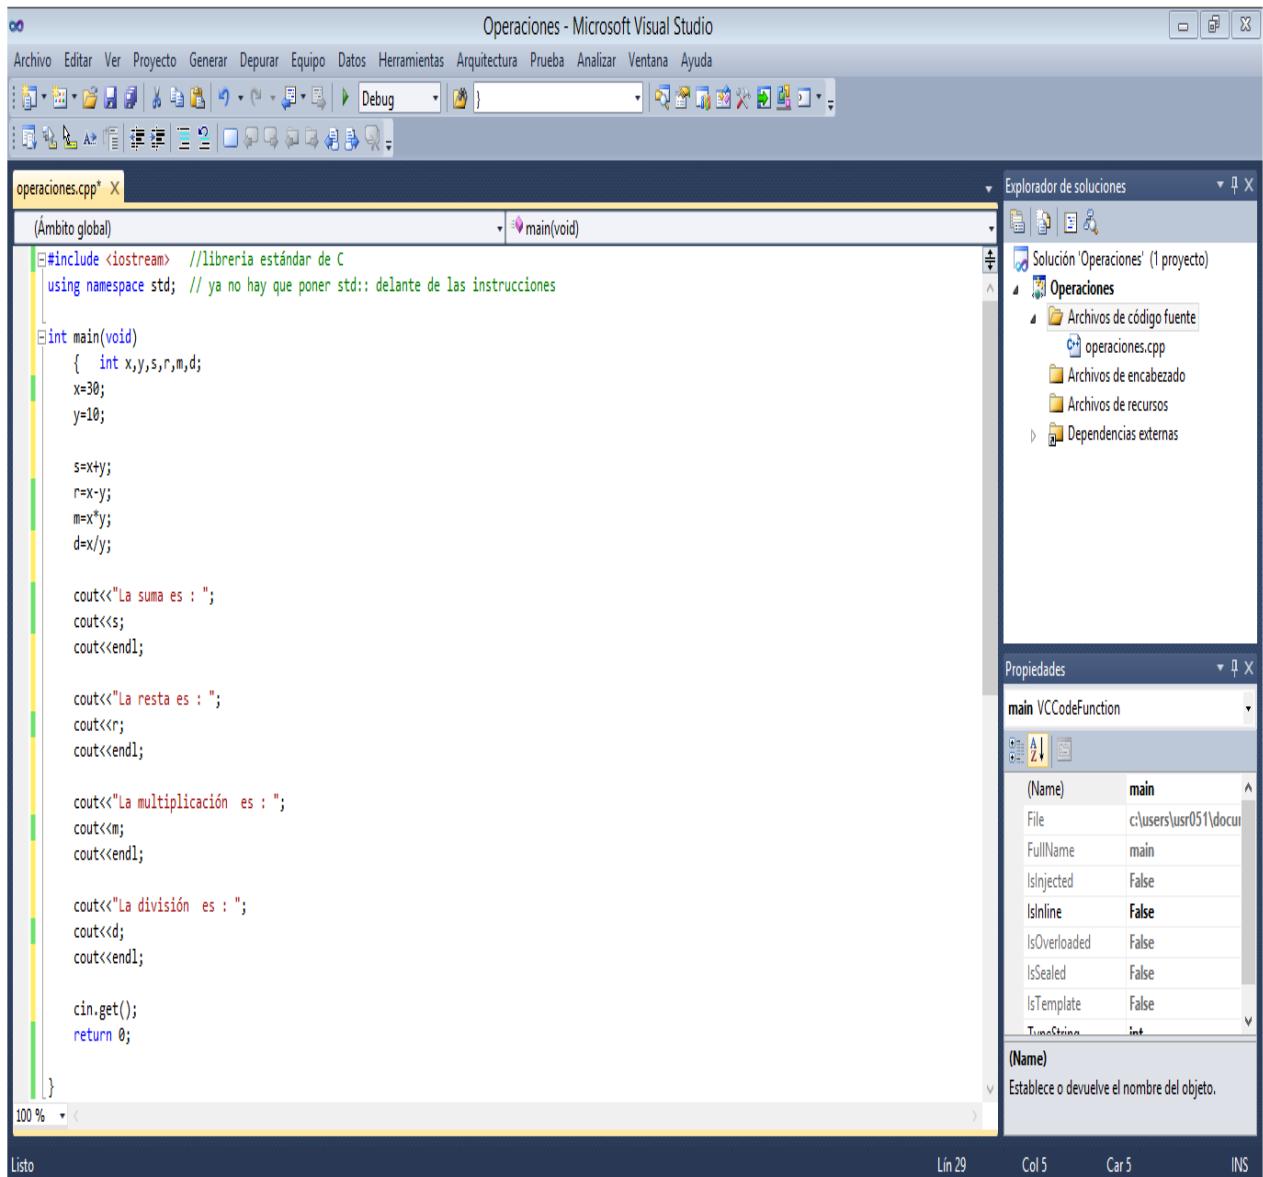 Operaciones - Microsoft Visual Studio
Archivo Editar Ver Proyecto Generar Depurar Equipo Datos Herramientas Arquitectura Prueba Analizar Ventana Ayuda
Debug }
operaciones.cpp* X
(Ámbito global) main(void)
#include <iostream> //libreria estándar de C
using namespace std; // ya no hay que poner std:: delante de las instrucciones
int main(void)
{ int x,y,s,r,m,d;
x=30;
y=10;
s=x+y;
r=x-y;
m=x*y;
d=x/y;
cout<<"La suma es : ";
cout<<s;
cout<<endl;
cout<<"La resta es : ";
cout<<r;
cout<<endl;
cout<<"La multiplicación  es : ";
cout<<m;
cout<<endl;
cout<<"La división  es : ";
cout<<d;
cout<<endl;
cin.get();
return 0;
}
100 %
Explorador de soluciones
Solución 'Operaciones' (1 proyecto)
Operaciones
Archivos de código fuente
operaciones.cpp
Archivos de encabezado
Archivos de recursos
Dependencias externas
Propiedades
main VCCodeFunction
(Name) main
File c:\users\usr051\docu
FullName main
IsInjected False
IsInline False
IsOverloaded False
IsSealed False
IsTemplate False
TypeString int
(Name)
Establece o devuelve el nombre del objeto.
Listo Lín 29 Col 5 Car 5 INS